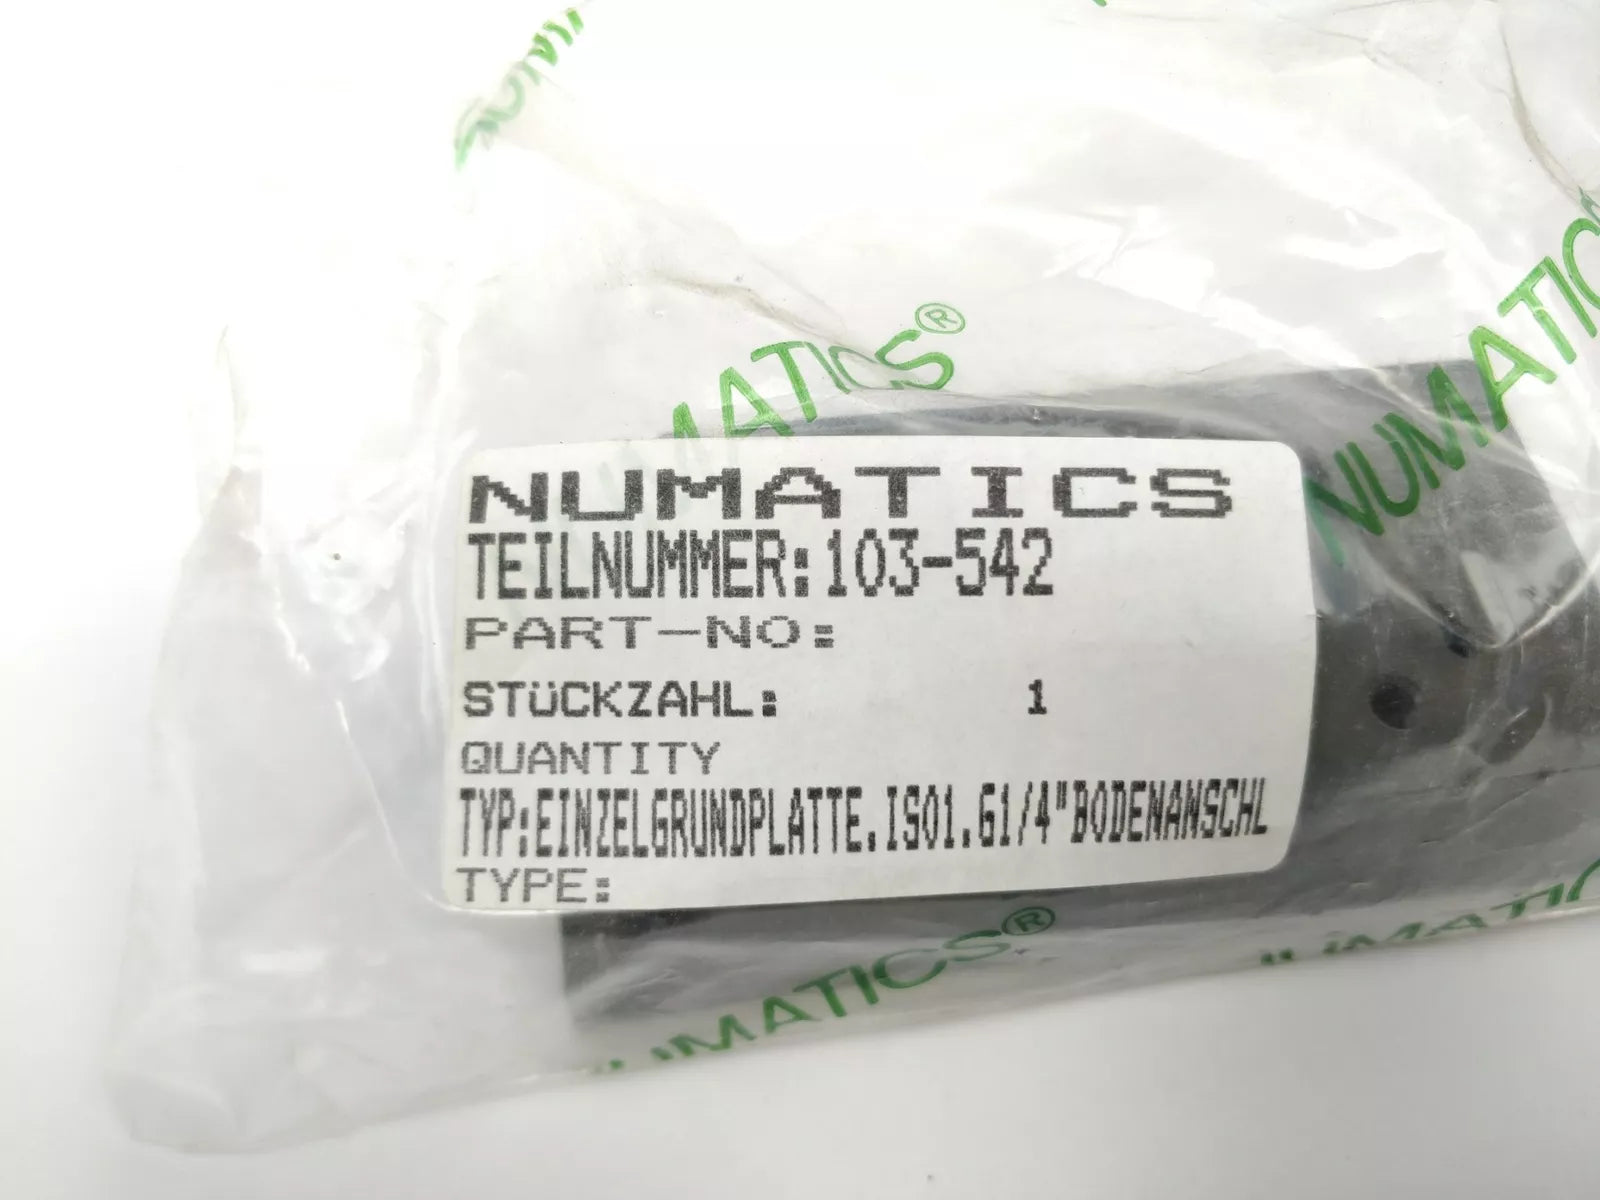 NUMATICS®
NUMATICS
NUMATICS
TEILNUMMER:103-542
PART-NO:
STüCKZAHL: 1
QUANTITY
TYP:EINZELGRUNDPLATTE.ISO1.G1/4"BODENANSCHL
TYPE:
NUMATICS®
NUMATICS